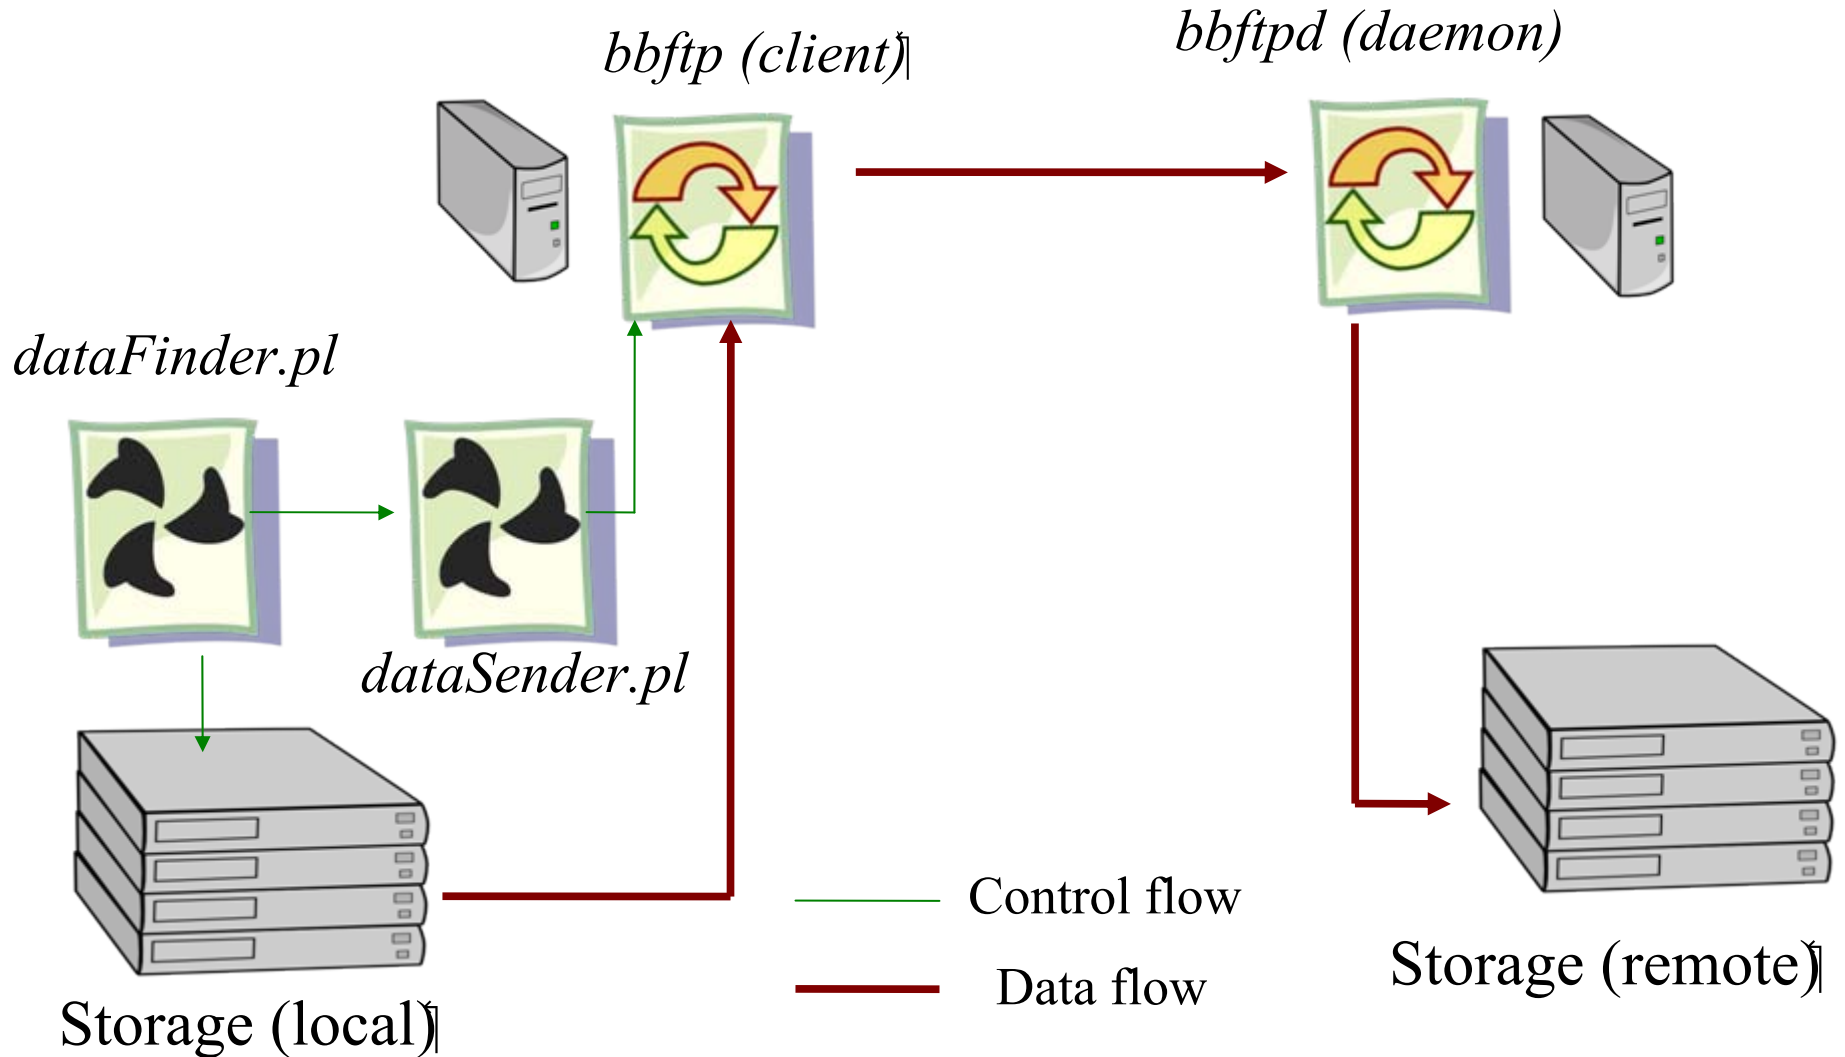 bbftp (client)
bbftpd (daemon)
dataFinder.pl
dataSender.pl
Control flow
Data flow
Storage (remote)
Storage (local)